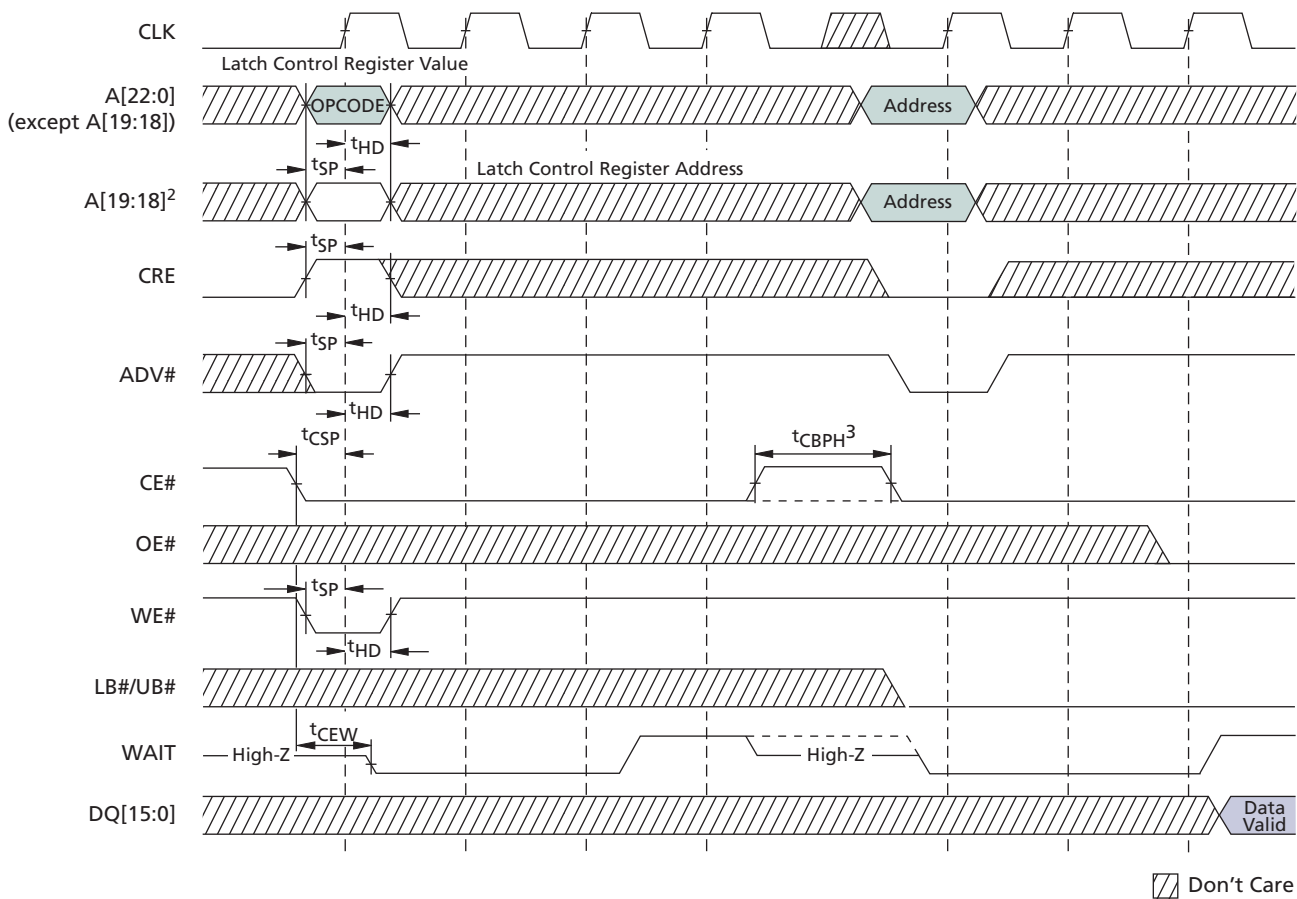 CLK
Latch Control Register Value
A[22:0]
(except A[19:18])
OPCODE
Address
tHD
tSP
Latch Control Register Address
A[19:18]2
Address
tSP
CRE
tHD
tSP
ADV#
tHD
tCSP
tCBPH3
CE#
OE#
tSP
WE#
tHD
LB#/UB#
tCEW
WAIT
High-Z
High-Z
DQ[15:0]
Data
Valid
Don't Care